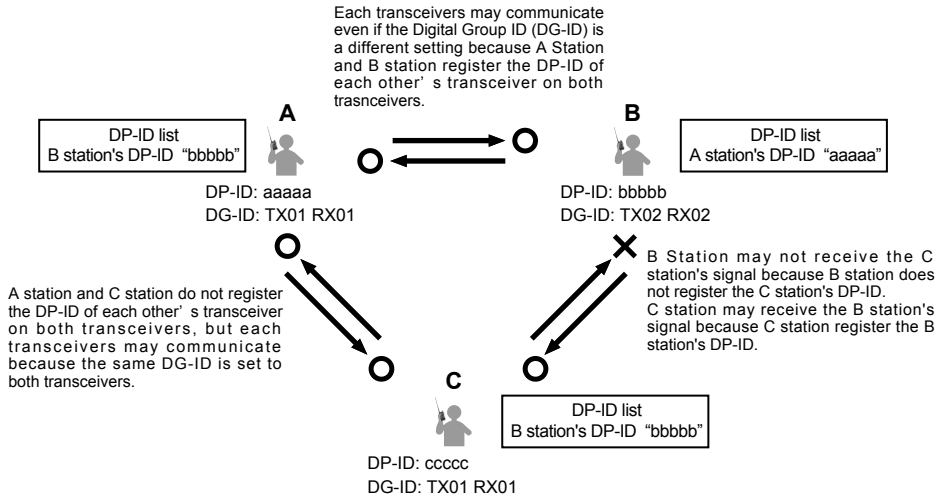 Each transceivers may communicate
even if the Digital Group ID (DG-ID) is
a different setting because A Station
and B station register the DP-ID of
each other’ s transceiver on both
trasnceivers.
A
B
DP-ID list
B station's DP-ID “bbbbb”
DP-ID list
A station's DP-ID “aaaaa”
DP-ID: aaaaa
DG-ID: TX01 RX01
DP-ID: bbbbb
DG-ID: TX02 RX02
B Station may not receive the C
station's signal because B station does
not register the C station's DP-ID.
C station may receive the B station's
signal because C station register the B
station's DP-ID.
A station and C station do not register
the DP-ID of each other’ s transceiver
on both transceivers, but each
transceivers may communicate
because the same DG-ID is set to
both transceivers.
C
DP-ID list
B station's DP-ID “bbbbb”
DP-ID: ccccc
DG-ID: TX01 RX01